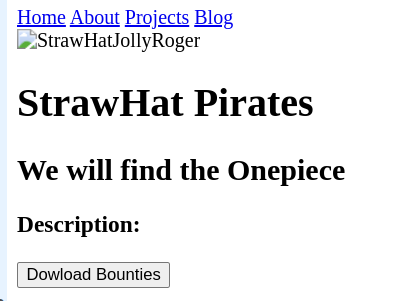 Home About Projects Blog
StrawHatJollyRoger
StrawHat Pirates
We will find the Onepiece
Description:
Dowload Bounties